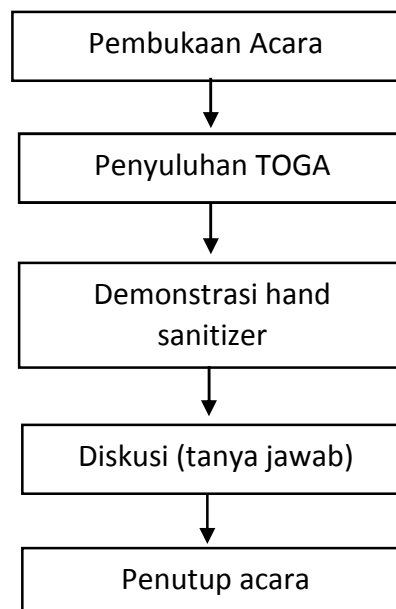 Pembukaan Acara
Penyuluhan TOGA
Demonstrasi hand
sanitizer
Diskusi (tanya jawab)
Penutup acara